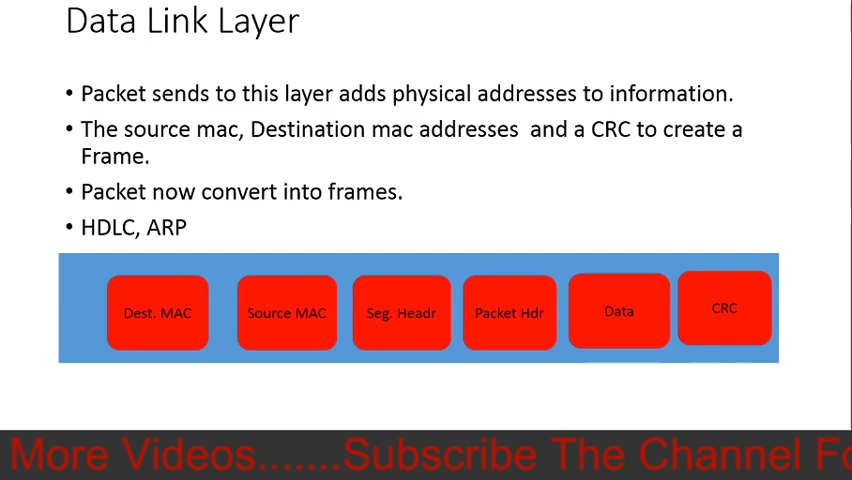 Data Link Layer
• Packet sends to this layer adds physical addresses to information.
• The source mac, Destination mac addresses and a CRC to create a
Frame.
• Packet now convert into frames.
• HDLC, ARP
Dest. MAC
Source MAC
Seg. Headr
Packet Hdr
Data
CRC
More Videos.......Subscribe The Channel Fo